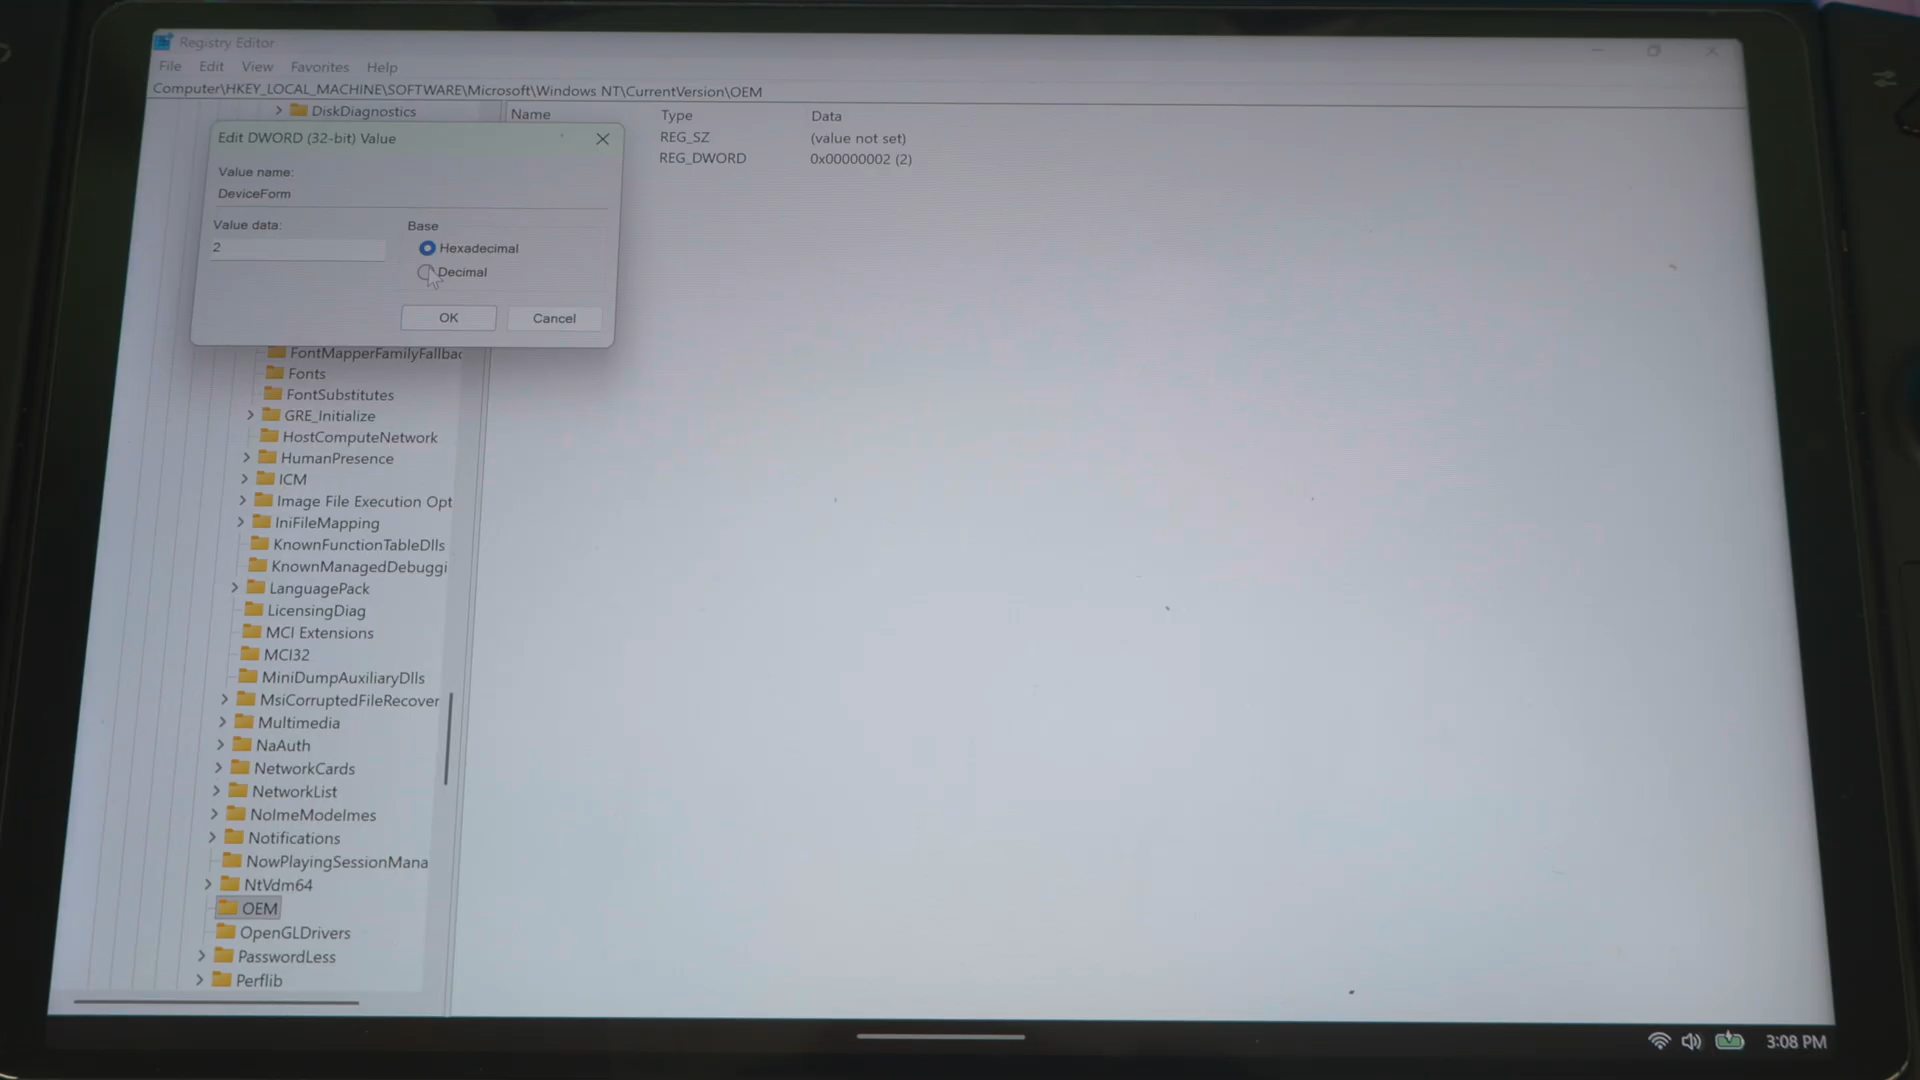 Registry Editor
File Edit View Favorites Help
Computer\HKEY_LOCAL_MACHINE\SOFTWARE\Microsoft\Windows NT\CurrentVersion\OEM
DiskDiagnostics
Name Type Data
REG_SZ (value not set)
REG_DWORD 0x00000002 (2)
Edit DWORD (32-bit) Value
Value name:
DeviceForm
Value data:
2
Base
Hexadecimal
Decimal
OK Cancel
FontMapperFamilyFallbac
Fonts
FontSubstitutes
GRE_Initialize
HostComputeNetwork
HumanPresence
ICM
Image File Execution Opt
IniFileMapping
KnownFunctionTableDlls
KnownManagedDebuggi
LanguagePack
LicensingDiag
MCI Extensions
MCI32
MiniDumpAuxiliaryDlls
MsiCorruptedFileRecover
Multimedia
NaAuth
NetworkCards
NetworkList
NoImeModeImes
Notifications
NowPlayingSessionMana
NtVdm64
OEM
OpenGLDrivers
PasswordLess
Perflib
3:08 PM